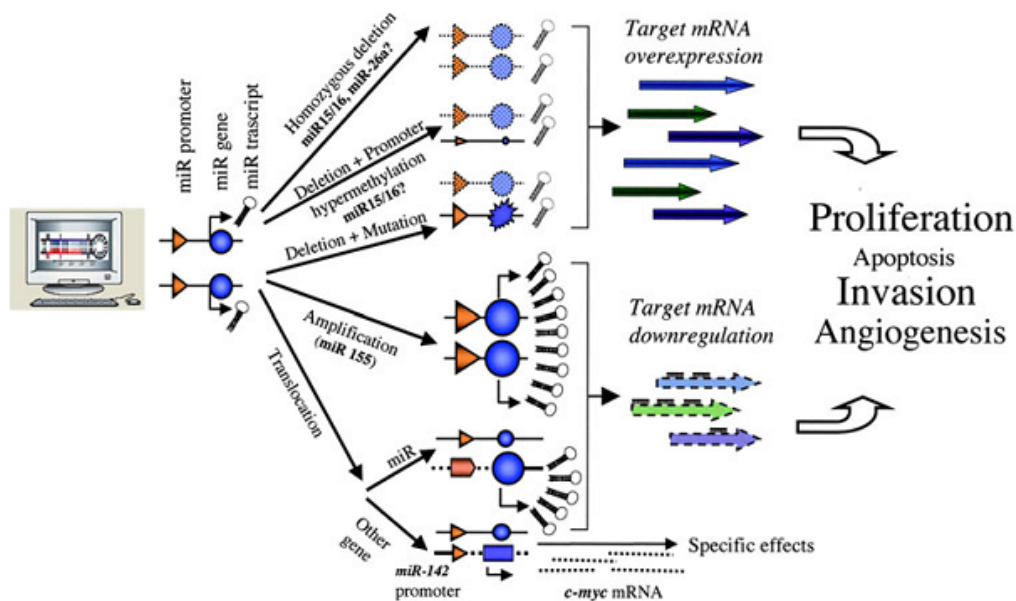 miR promoter
miR gene
miR trascript
Homozygous deletion
miR15/16, miR-26a?
Deletion + Promoter
hypermethylation
miR15/16?
Deletion + Mutation
Amplification
(miR 155)
Translocation
miR
Other
gene
miR-142
promoter
c-myc mRNA
Specific effects
Target mRNA
overexpression
Target mRNA
downregulation
Proliferation
Apoptosis
Invasion
Angiogenesis